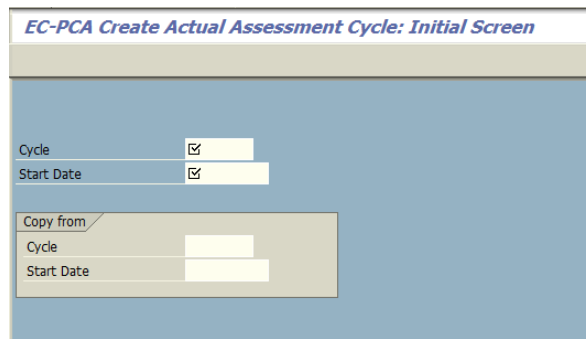 EC-PCA Create Actual Assessment Cycle: Initial Screen
Cycle
Start Date
Copy from
Cycle
Start Date